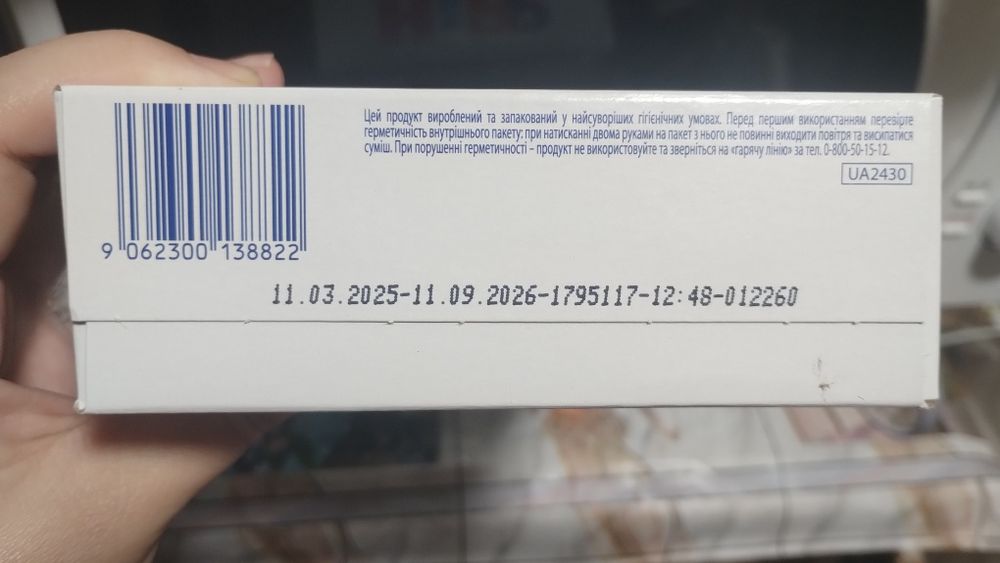 Цей продукт вироблений та запакований у найсуворіших гігієнічних умовах. Перед першим використанням перевірте
герметичність внутрішнього пакету: при натисканні двома руками на пакет з нього не повинні виходити повітря та висипатися
суміш. При порушенні герметичності – продукт не використовуйте та зверніться на «гарячу лінію» за тел. 0-800-50-15-12.
UA2430
9 062300 138822
11.03.2025-11.09.2026-1795117-12:48-012260